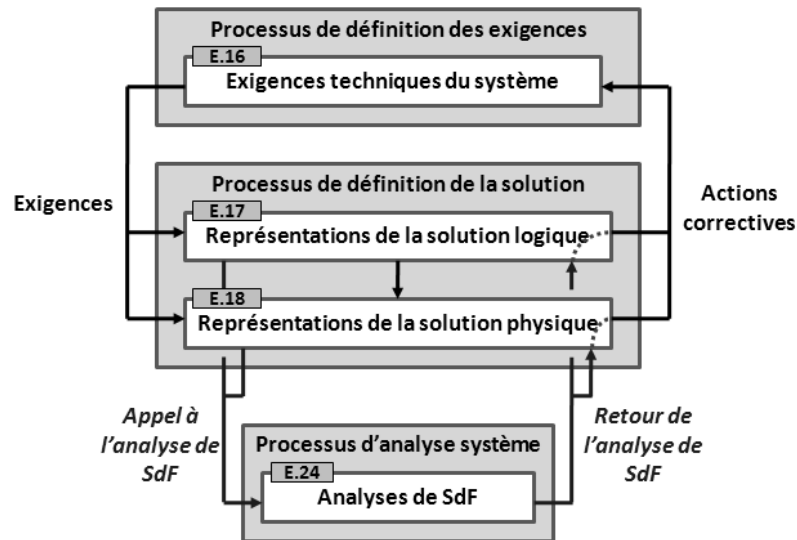 Processus de définition des exigences
E.16
Exigences techniques du système
Processus de définition de la solution
Exigences
E.17
Représentations de la solution logique
Actions
correctives
E.18
Représentations de la solution physique
Appel à
l'analyse de
SdF
Processus d'analyse système
E.24
Analyses de SdF
Retour de
l'analyse de
SdF